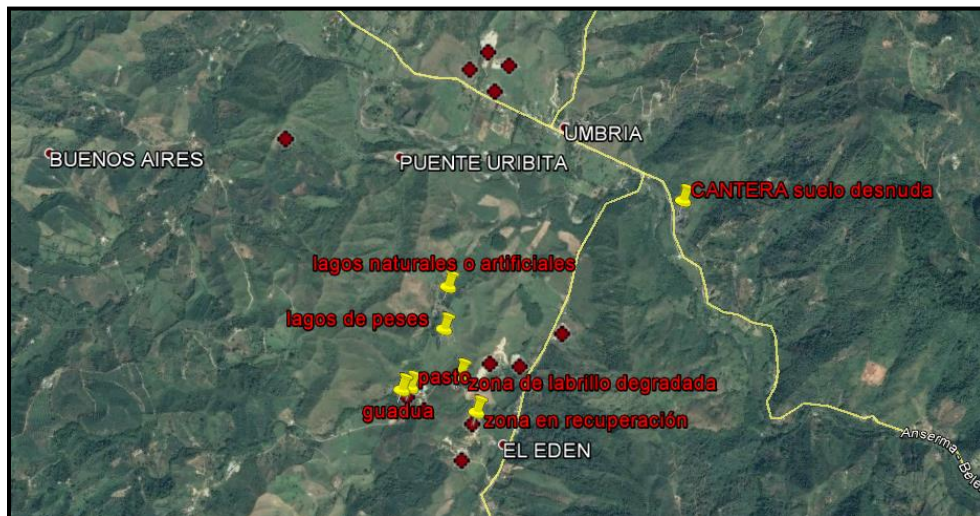 UMBRIA
BUENOS AIRES
PUENTE URIBITA
CANTERA suelo desnuda
lagos naturales o artificiales
lagos de peses
pasto
zona de labrillo degradada
guadua
zona en recuperación
EL EDEN
Anserma - Bele